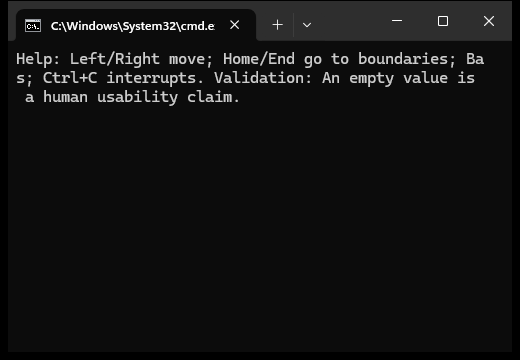 C:\Windows\System32\cmd.e
Help: Left/Right move; Home/End go to boundaries; Ba
s; Ctrl+C interrupts. Validation: An empty value is
a human usability claim.